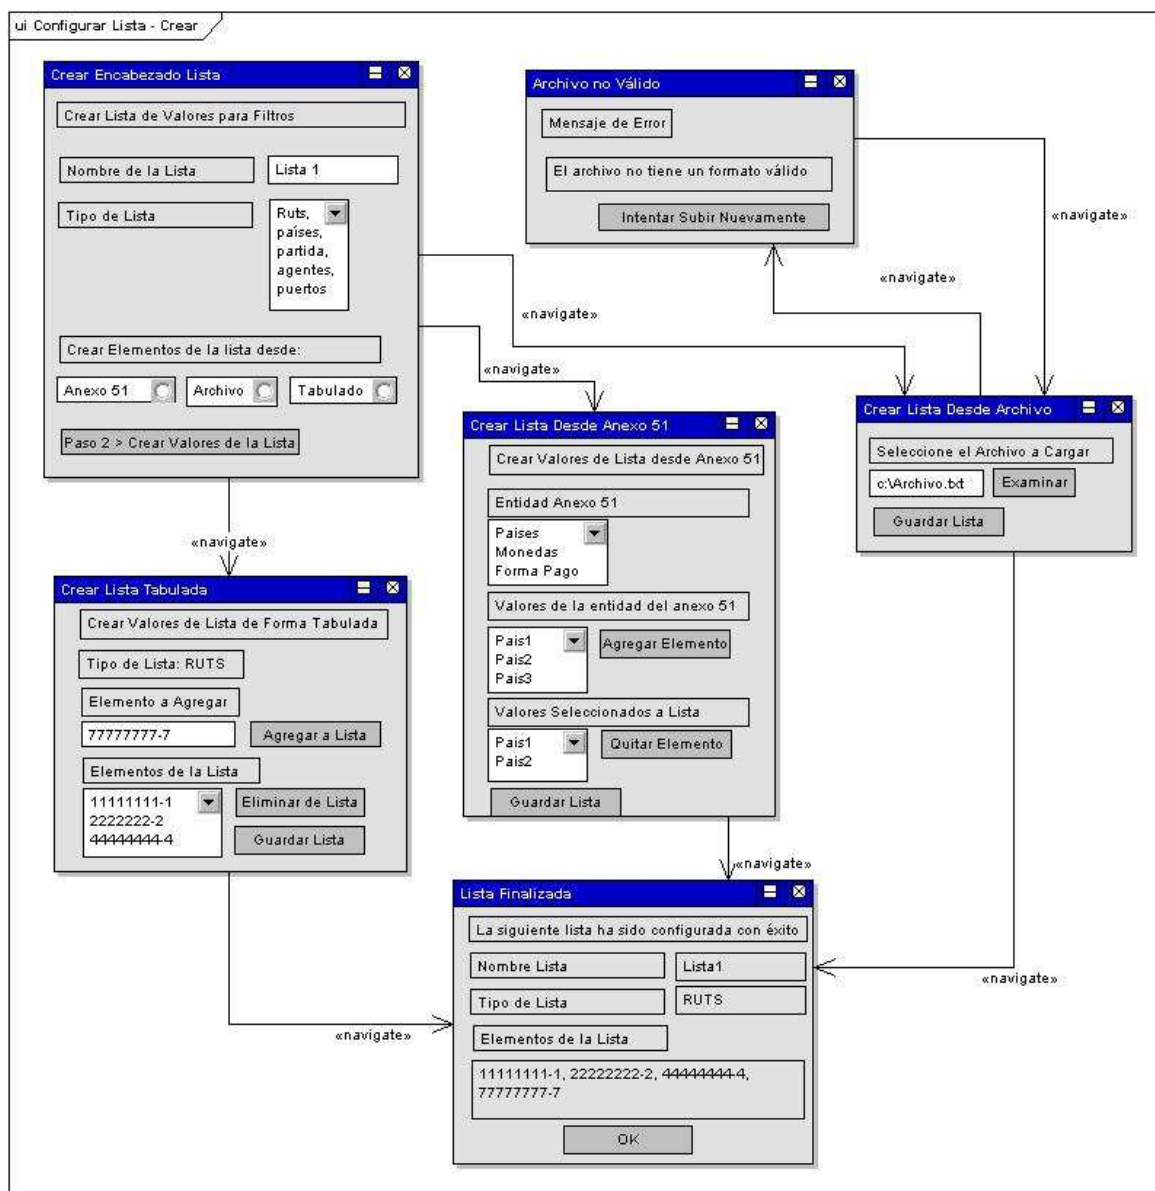 ui Configurar Lista - Crear
Crear Encabezado Lista
Crear Lista de Valores para Filtros
Nombre de la Lista
Lista 1
Tipo de Lista
Ruts,
países,
partida,
agentes,
puertos
Crear Elementos de la lista desde:
Anexo 51
Archivo
Tabulado
Paso 2 > Crear Valores de la Lista
Archivo no Válido
Mensaje de Error
El archivo no tiene un formato válido
Intentar Subir Nuevamente
«navigate»
«navigate»
«navigate»
«navigate»
«navigate»
Crear Lista Desde Archivo
Seleccione el Archivo a Cargar
c:\Archivo.txt
Examinar
Guardar Lista
Crear Lista Desde Anexo 51
Crear Valores de Lista desde Anexo 51
Entidad Anexo 51
Paises
Monedas
Forma Pago
Valores de la entidad del anexo 51
Pais1
Pais2
Pais3
Agregar Elemento
Valores Seleccionados a Lista
Pais1
Pais2
Quitar Elemento
Guardar Lista
Crear Lista Tabulada
Crear Valores de Lista de Forma Tabulada
Tipo de Lista: RUTS
Elemento a Agregar
77777777-7
Agregar a Lista
Elementos de la Lista
11111111-1
2222222-2
44444444-4
Eliminar de Lista
Guardar Lista
«navigate»
«navigate»
«navigate»
Lista Finalizada
La siguiente lista ha sido configurada con éxito
Nombre Lista
Lista1
Tipo de Lista
RUTS
Elementos de la Lista
11111111-1, 22222222-2, 44444444-4,
77777777-7
OK